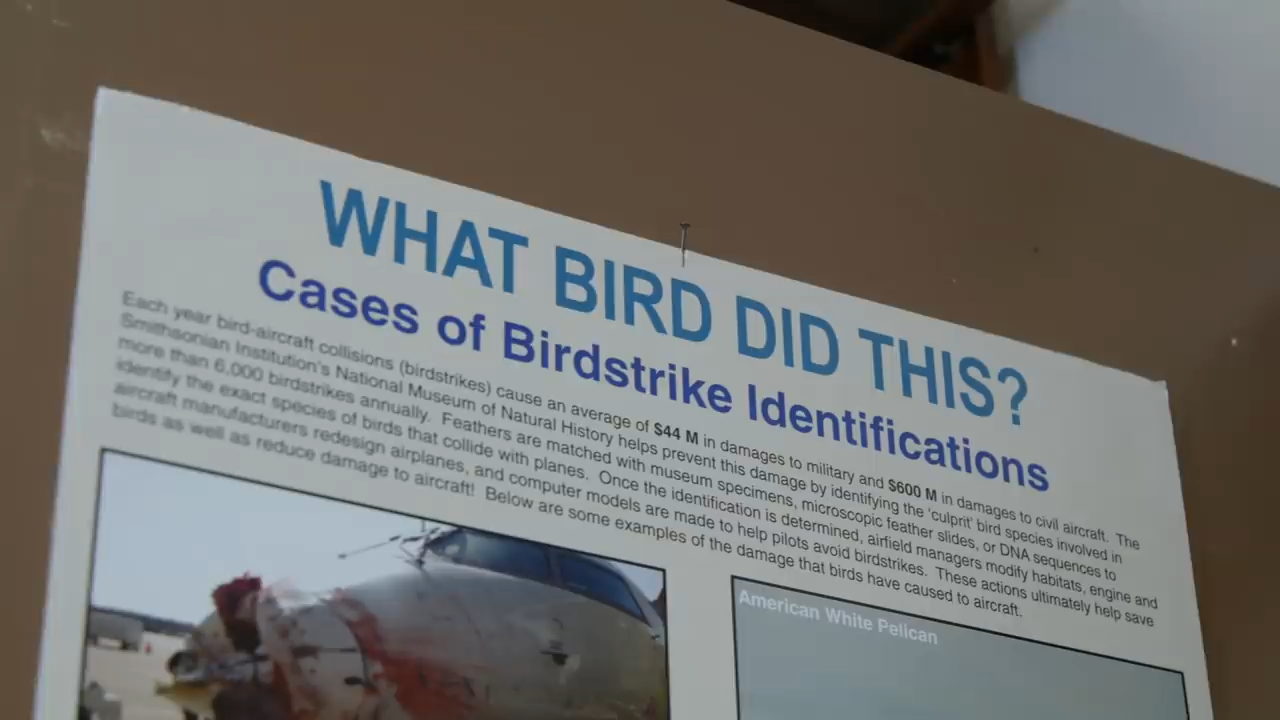 WHAT BIRD DID THIS?
Cases of Birdstrike Identifications
Each year bird-aircraft collisions (birdstrikes) cause an average of $44 M in damages to military and $600 M in damages to civil aircraft. The
Smithsonian Institution's National Museum of Natural History helps prevent this damage by identifying the 'culprit' bird species involved in
more than 6,000 birdstrikes annually. Feathers are matched with museum specimens, microscopic feather slides, or DNA sequences to
identify the exact species of birds that collide with planes. Once the identification is determined, airfield managers modify habitats, engine and
aircraft manufacturers redesign airplanes, and computer models are made to help pilots avoid birdstrikes. These actions ultimately help save
birds as well as reduce damage to aircraft! Below are some examples of the damage that birds have caused to aircraft.
American White Pelican